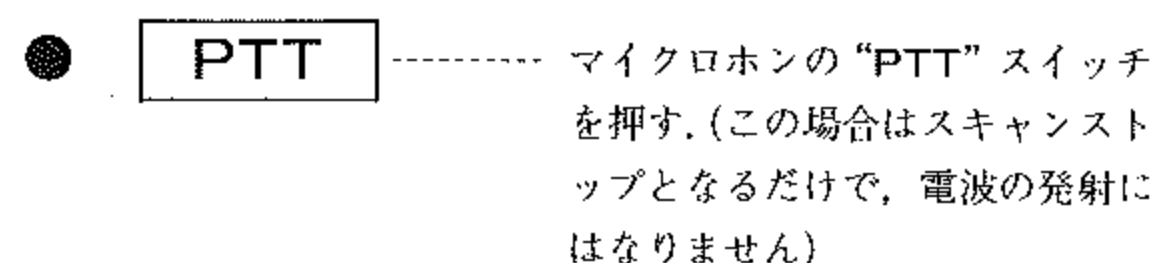 ● PTT --------- マイクロホンの“PTT”スイッチ
を押す.(この場合はスキャンスト
ップとなるだけで,電波の発射に
はなりません)